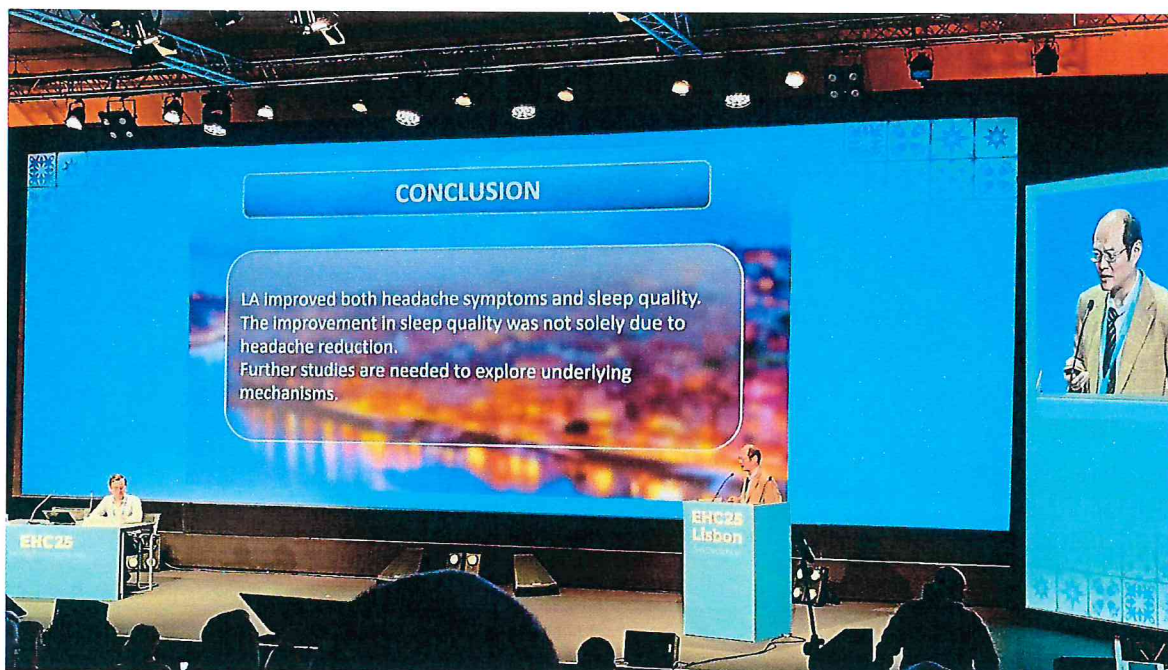 CONCLUSION
LA improved both headache symptoms and sleep quality.
The improvement in sleep quality was not solely due to
headache reduction.
Further studies are needed to explore underlying
mechanisms.
EHC25
EHC25
Lisbon